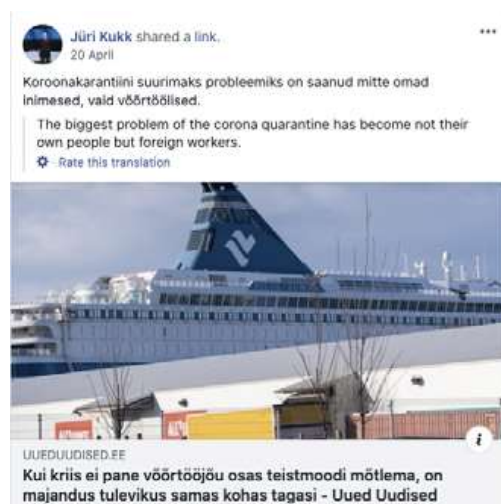 Jüri Kukk shared a link.
20 April
Koroonakarantiini suurimaks probleemiks on saanud mitte omad
inimesed, vaid võõrtöölised.
The biggest problem of the corona quarantine has become not their
own people but foreign workers.
Rate this translation
UUEDUUDISED.EE
Kui kriis ei pane võõrtööjõu osas teistmoodi mõtlema, on
majandus tulevikus samas kohas tagasi - Uued Uudised